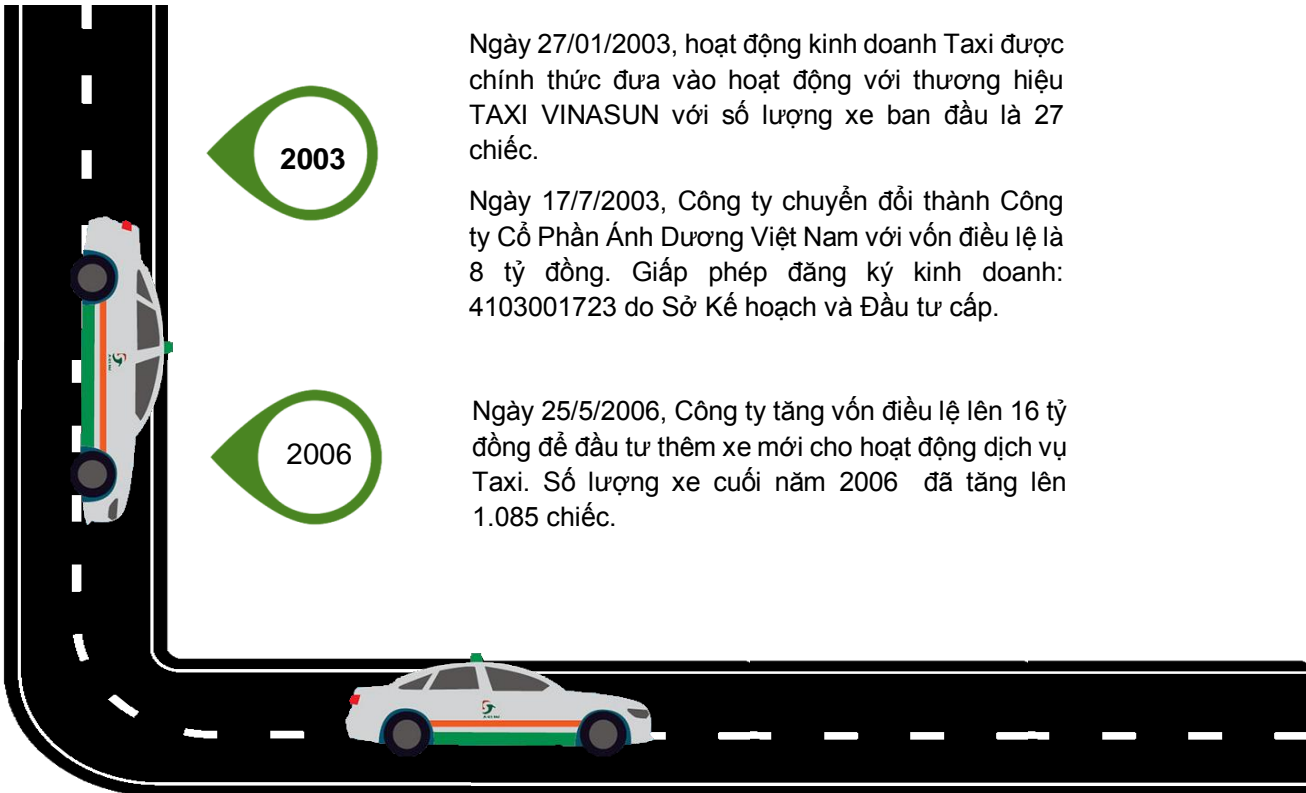 2003
Ngày 27/01/2003, hoạt động kinh doanh Taxi được
chính thức đưa vào hoạt động với thương hiệu
TAXI VINASUN với số lượng xe ban đầu là 27
chiếc.
Ngày 17/7/2003, Công ty chuyển đổi thành Công
ty Cổ Phần Ánh Dương Việt Nam với vốn điều lệ là
8 tỷ đồng. Giấp phép đăng ký kinh doanh:
4103001723 do Sở Kế hoạch và Đầu tư cấp.
2006
Ngày 25/5/2006, Công ty tăng vốn điều lệ lên 16 tỷ
đồng để đầu tư thêm xe mới cho hoạt động dịch vụ
Taxi. Số lượng xe cuối năm 2006 đã tăng lên
1.085 chiếc.